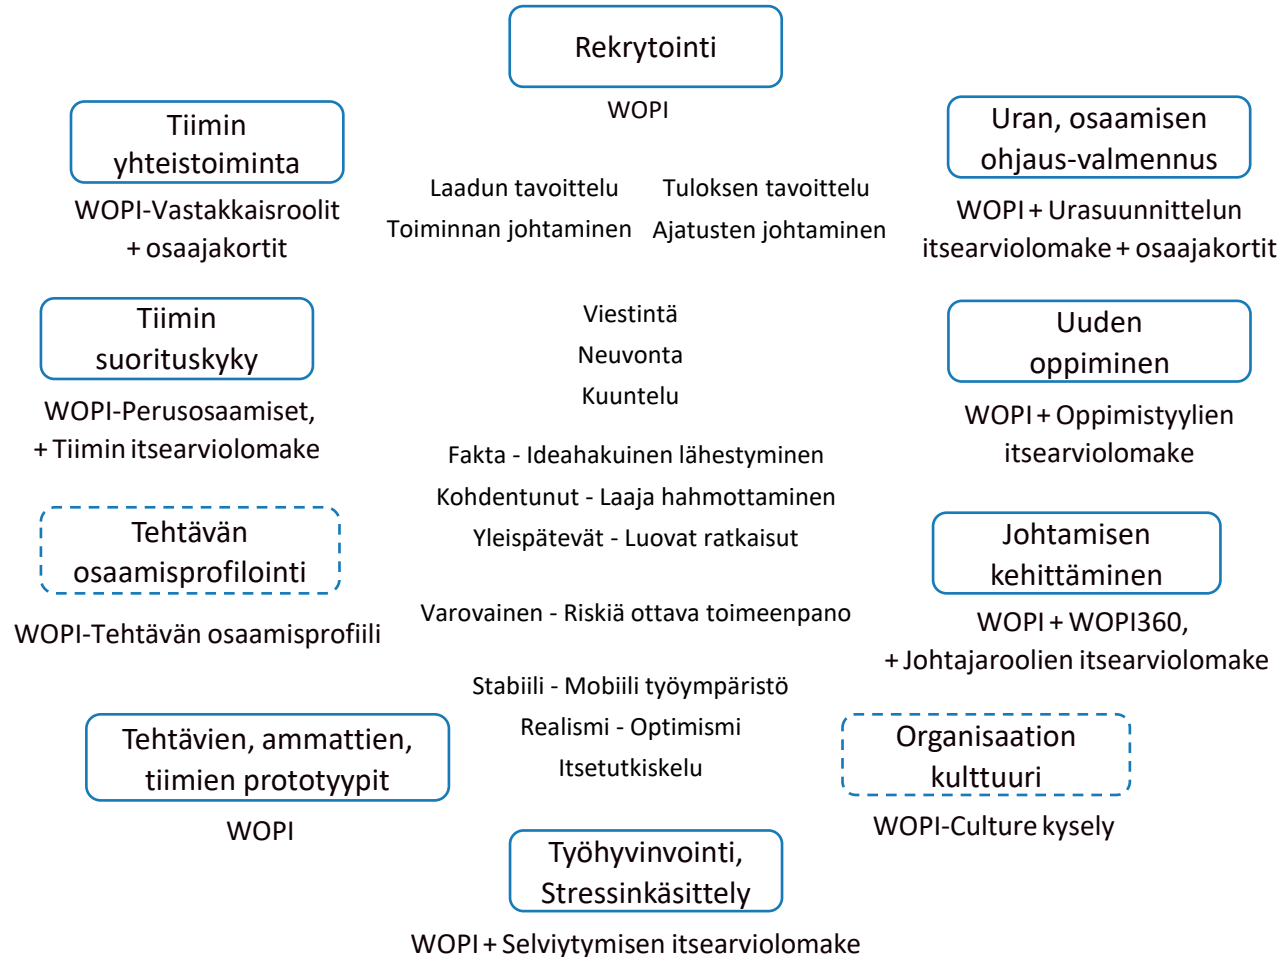 Rekrytointi
WOPI
Tiimin
yhteistoiminta
WOPI-Vastakkaisroolit
+ osaajakortit
Uran, osaamisen
ohjaus-valmennus
WOPI + Urasuunnittelun
itsearviolomake + osaajakortit
Laadun tavoittelu Tuloksen tavoittelu
Toiminnan johtaminen Ajatusten johtaminen
Tiimin
suorituskyky
WOPI-Perusosaamiset,
+ Tiimin itsearviolomake
Viestintä
Neuvonta
Kuuntelu
Uuden
oppiminen
WOPI + Oppimistyylien
itsearviolomake
Fakta - Ideahakuinen lähestyminen
Kohdentunut - Laaja hahmottaminen
Yleispätevät - Luovat ratkaisut
Tehtävän
osaamisprofilointi
WOPI-Tehtävän osaamisprofiili
Johtamisen
kehittäminen
WOPI + WOPI360,
+ Johtajaroolien itsearviolomake
Varovainen - Riskiä ottava toimeenpano
Stabiili - Mobiili työympäristö
Realismi - Optimismi
Itsetutkiskelu
Tehtävien, ammattien,
tiimien prototyypit
WOPI
Organisaation
kulttuuri
WOPI-Culture kysely
Työhyvinvointi,
Stressinkäsittely
WOPI + Selviytymisen itsearviolomake